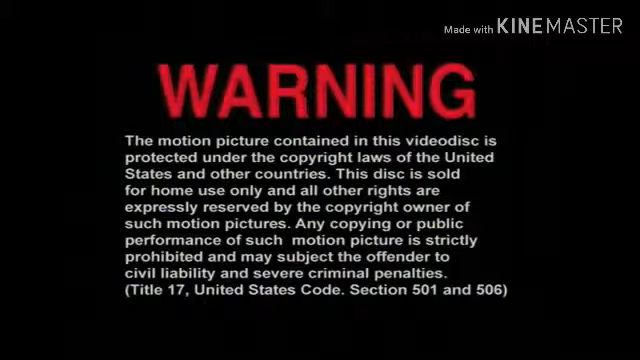 Made with KINEMASTER
WARNING
The motion picture contained in this videodisc is
protected under the copyright laws of the United
States and other countries. This disc is sold
for home use only and all other rights are
expressly reserved by the copyright owner of
such motion pictures. Any copying or public
performance of such motion picture is strictly
prohibited and may subject the offender to
civil liability and severe criminal penalties.
(Title 17, United States Code. Section 501 and 506)